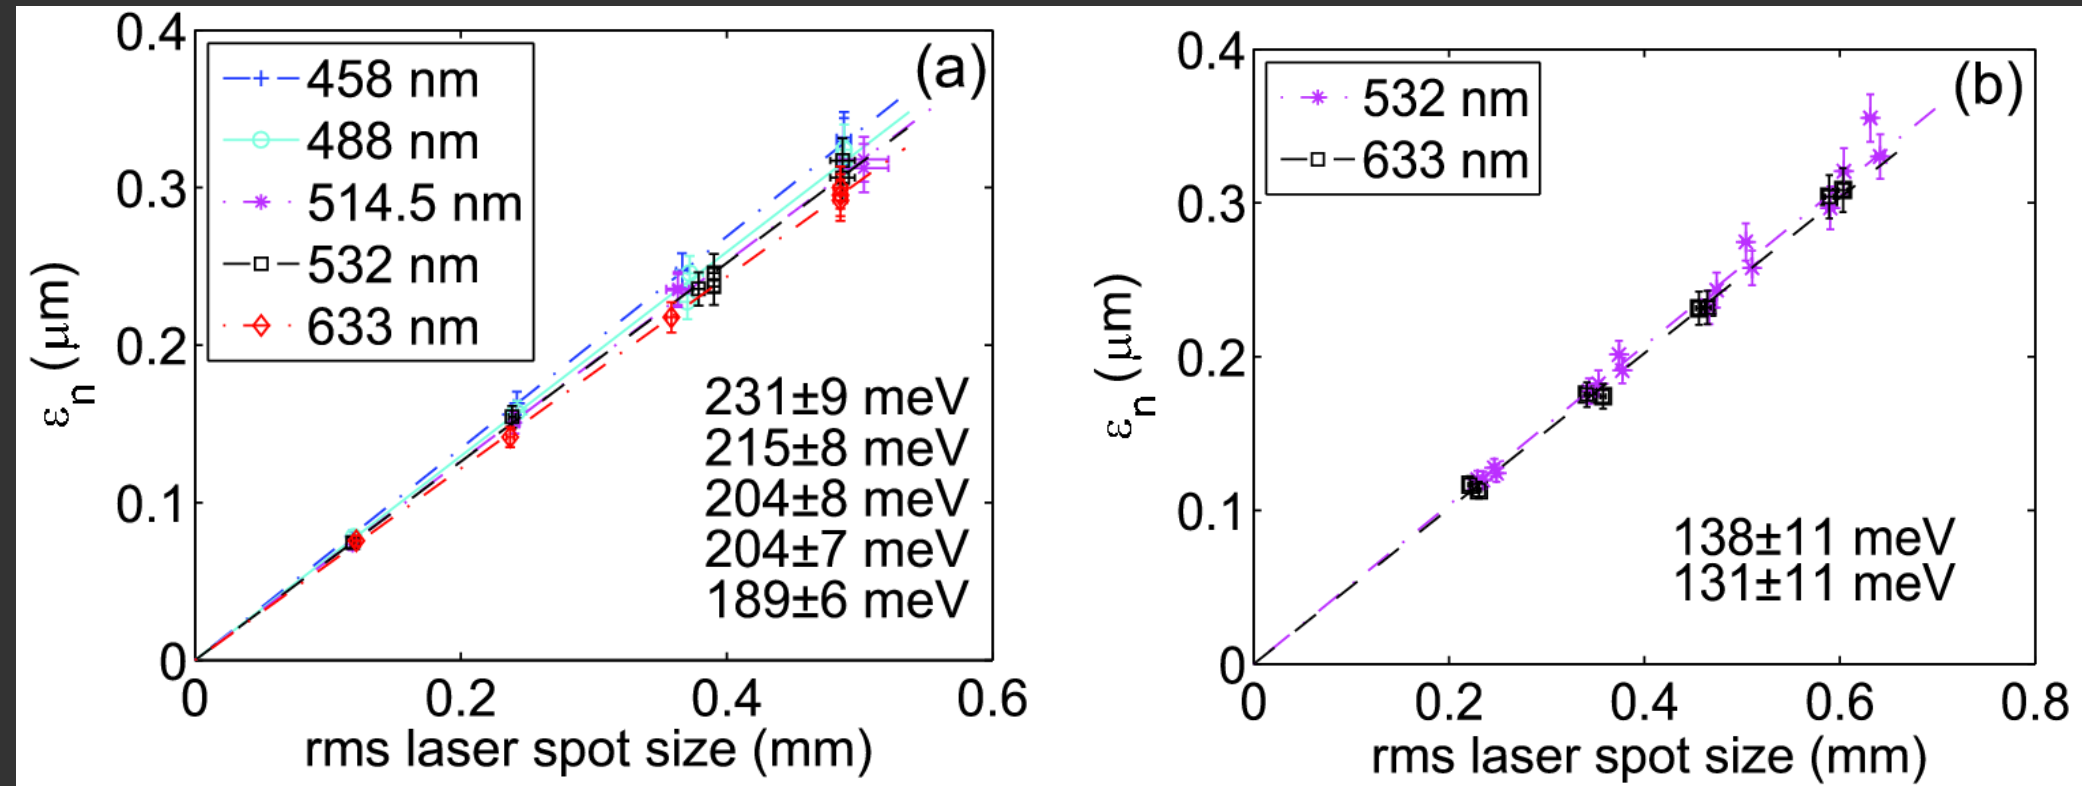 (a)
458 nm
488 nm
514.5 nm
532 nm
633 nm
0.4
0.3
0.2
0.1
0
εn (μm)
231±9 meV
215±8 meV
204±8 meV
204±7 meV
189±6 meV
0 0.2 0.4 0.6
rms laser spot size (mm)
(b)
532 nm
633 nm
0.4
0.3
0.2
0.1
0
εn (μm)
138±11 meV
131±11 meV
0 0.2 0.4 0.6 0.8
rms laser spot size (mm)